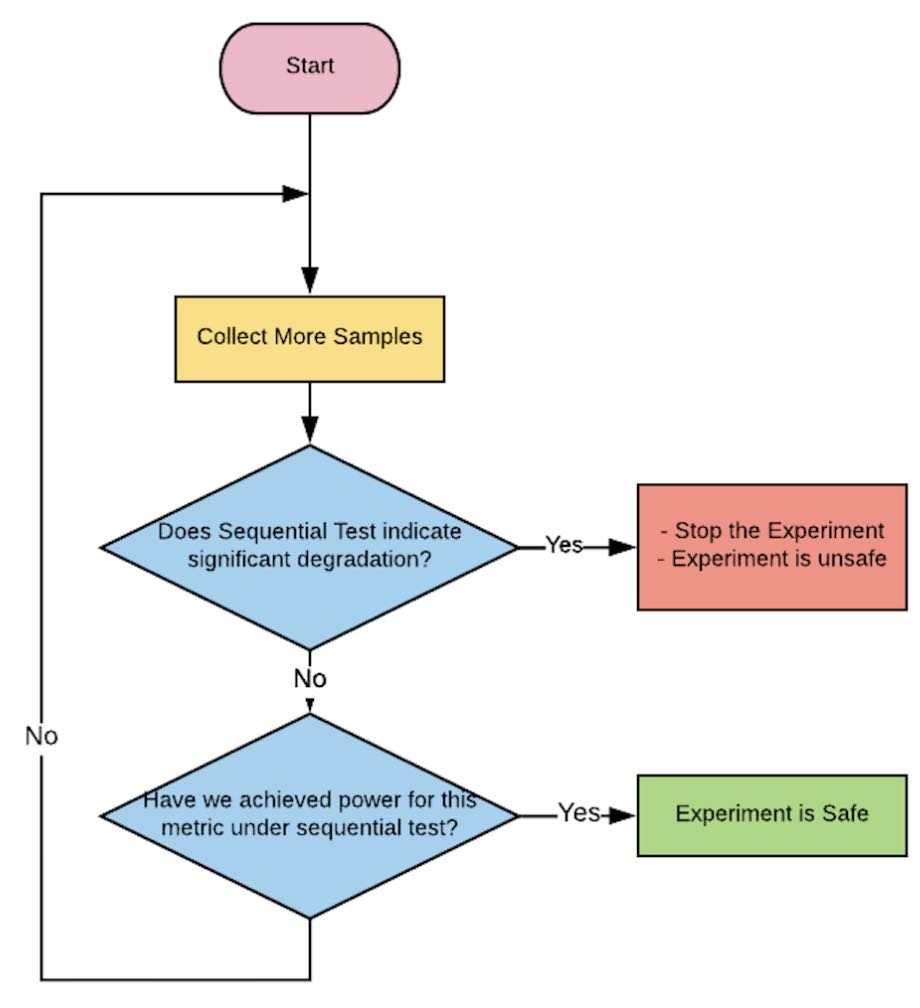 Start
Collect More Samples
Does Sequential Test indicate
significant degradation?
Yes
- Stop the Experiment
- Experiment is unsafe
No
No
Have we achieved power for this
metric under sequential test?
Yes
Experiment is Safe